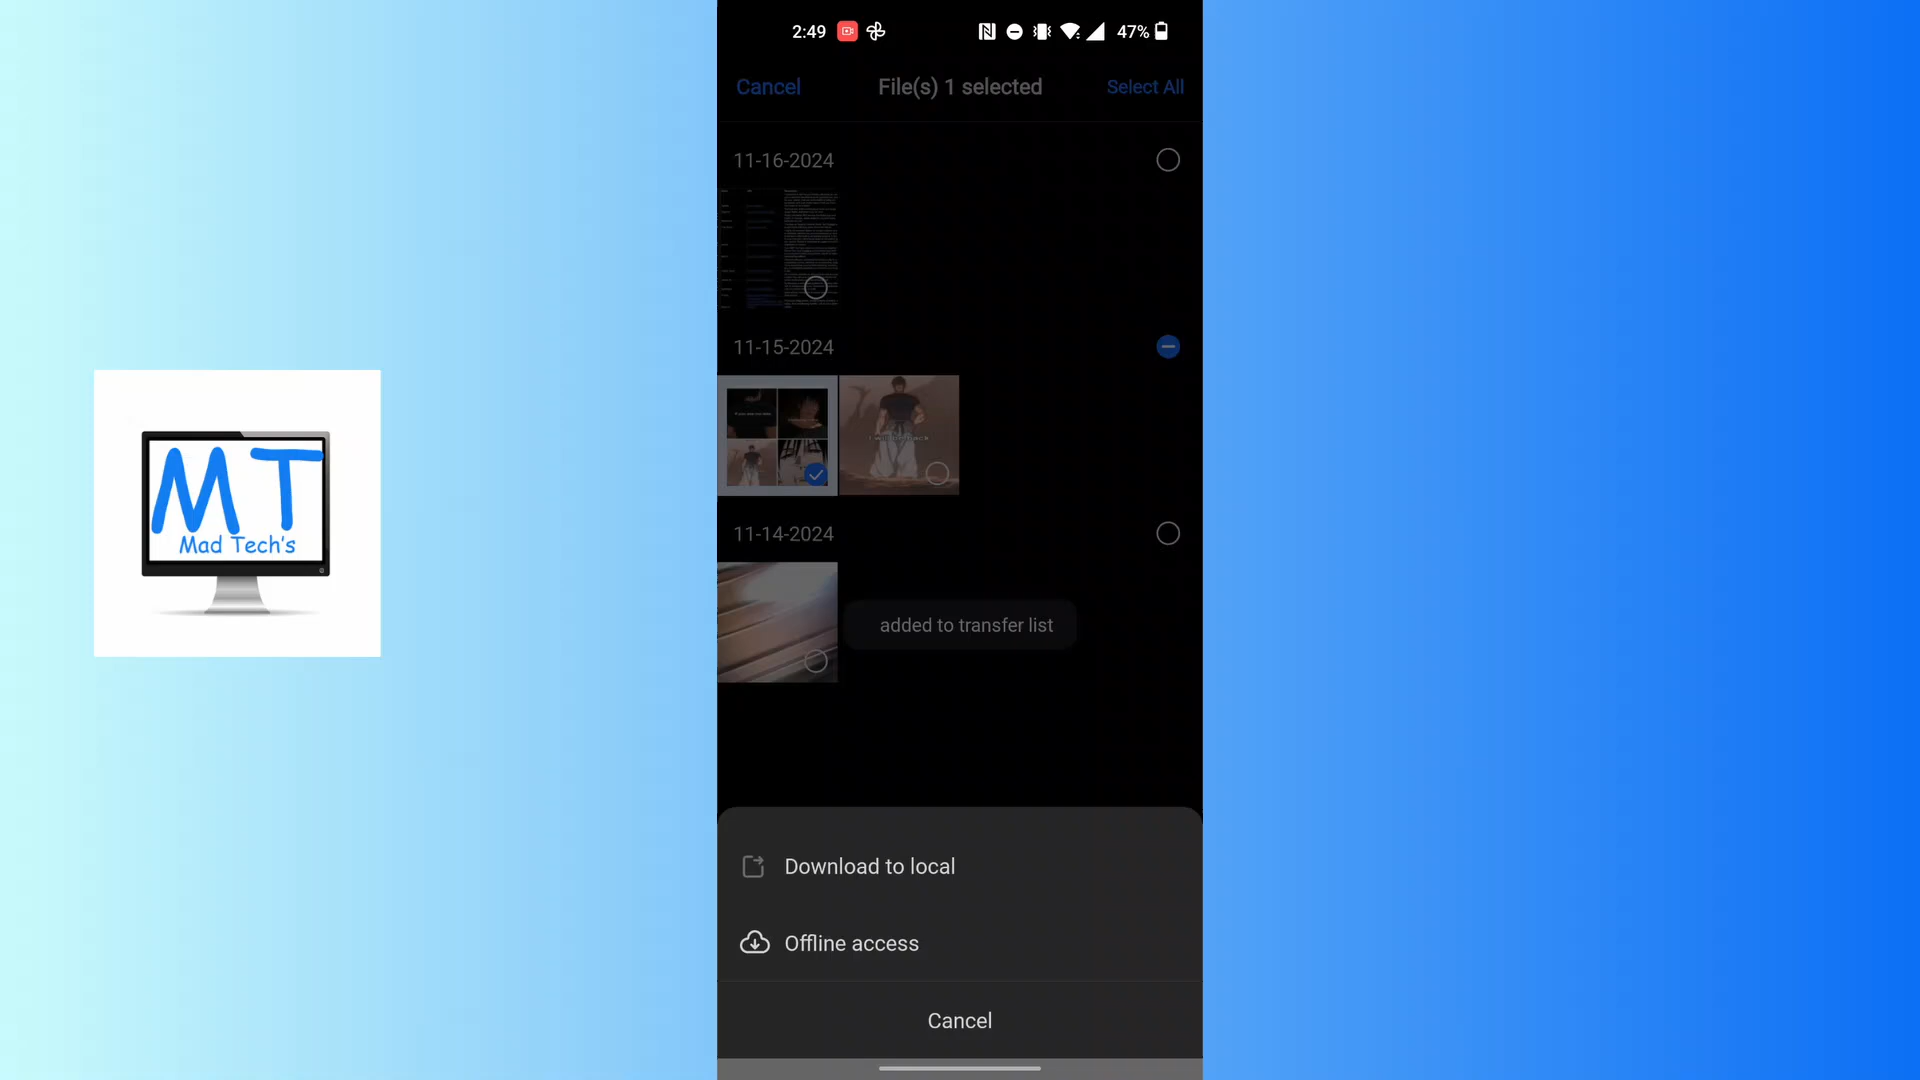 2:49
47%
Cancel
File(s) 1 selected
Select All
11-16-2024
11-15-2024
11-14-2024
added to transfer list
Download to local
Offline access
Cancel
MT
Mad Tech's